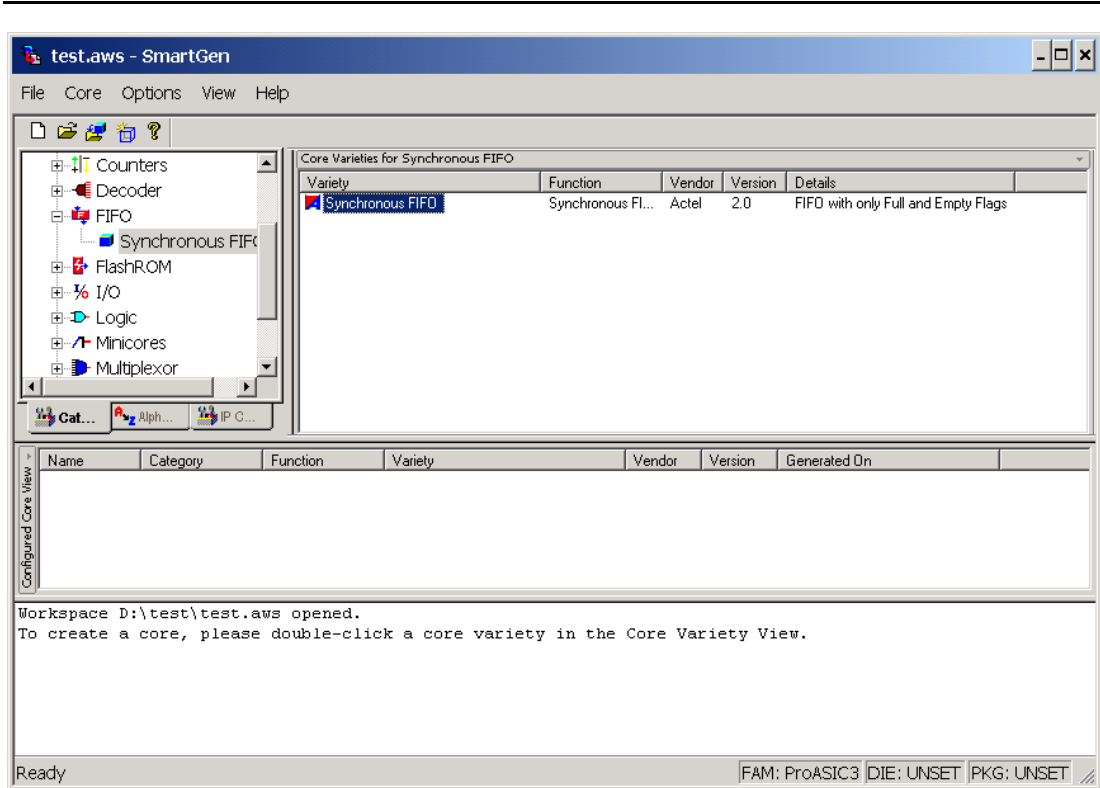 test.aws - SmartGen
File Core Options View Help
Counters
Decoder
FIFO
Synchronous FIF
FlashROM
I/O
Logic
Minicores
Multiplexor
Cat... Alph... IP C...
Core Varieties for Synchronous FIFO
Variety Function Vendor Version Details
Synchronous FIFO Synchronous FI... Actel 2.0 FIFO with only Full and Empty Flags
Configured Core View
Name Category Function Variety Vendor Version Generated On
Workspace D:\test\test.aws opened.
To create a core, please double-click a core variety in the Core Variety View.
Ready FAM: ProASIC3 DIE: UNSET PKG: UNSET